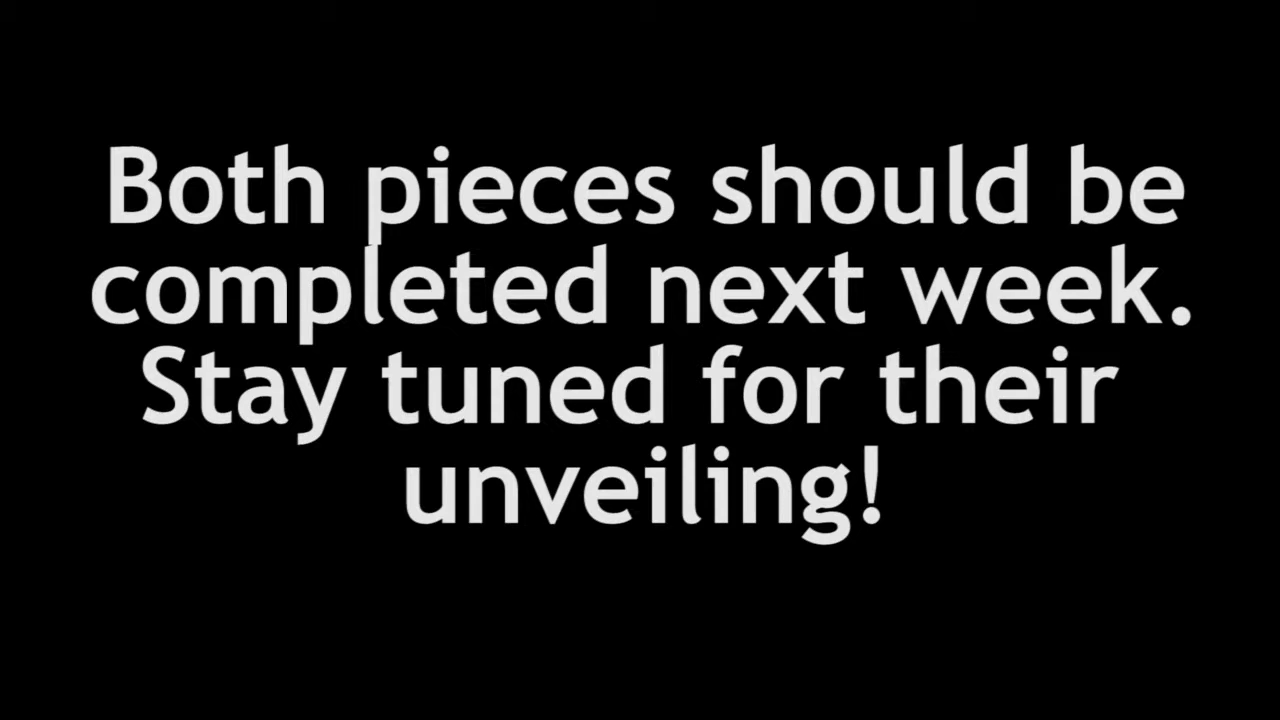 Both pieces should be
completed next week.
Stay tuned for their
unveiling!